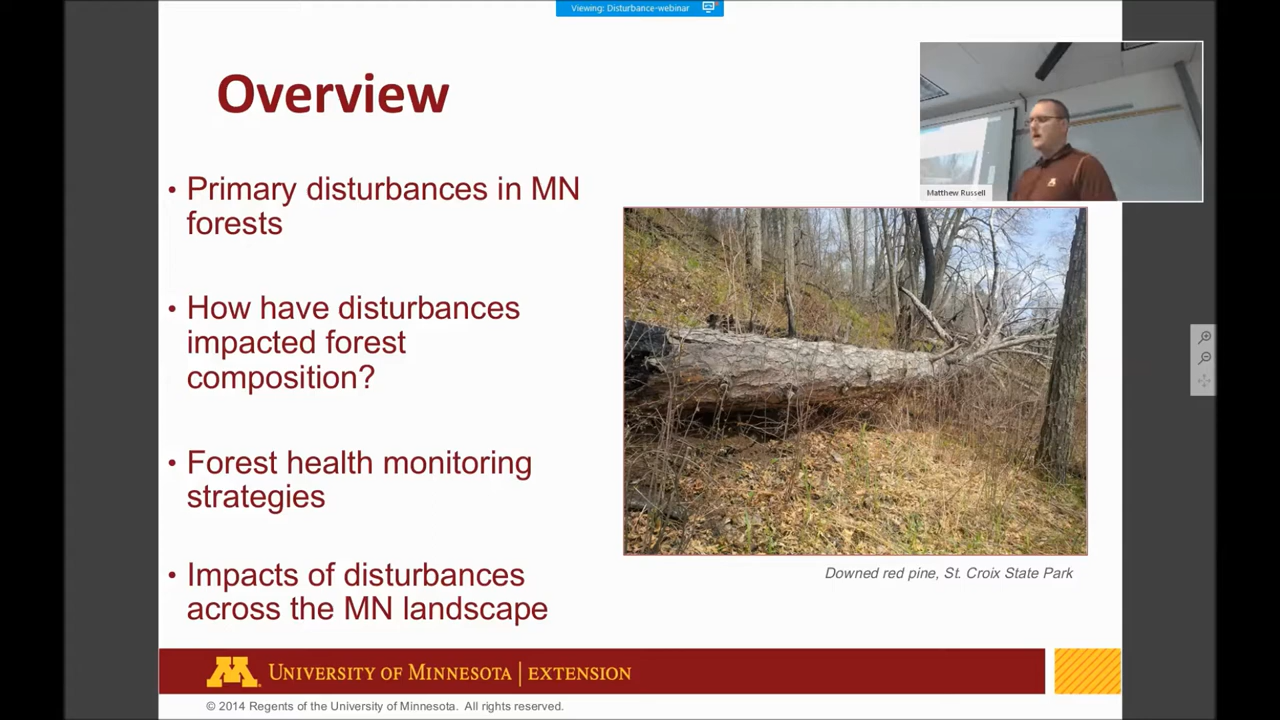 Viewing: Disturbance-webinar
Overview
Matthew Russell
• Primary disturbances in MN
forests
• How have disturbances
impacted forest
composition?
• Forest health monitoring
strategies
• Impacts of disturbances
across the MN landscape
Downed red pine, St. Croix State Park
M UNIVERSITY OF MINNESOTA | EXTENSION
© 2014 Regents of the University of Minnesota. All rights reserved.